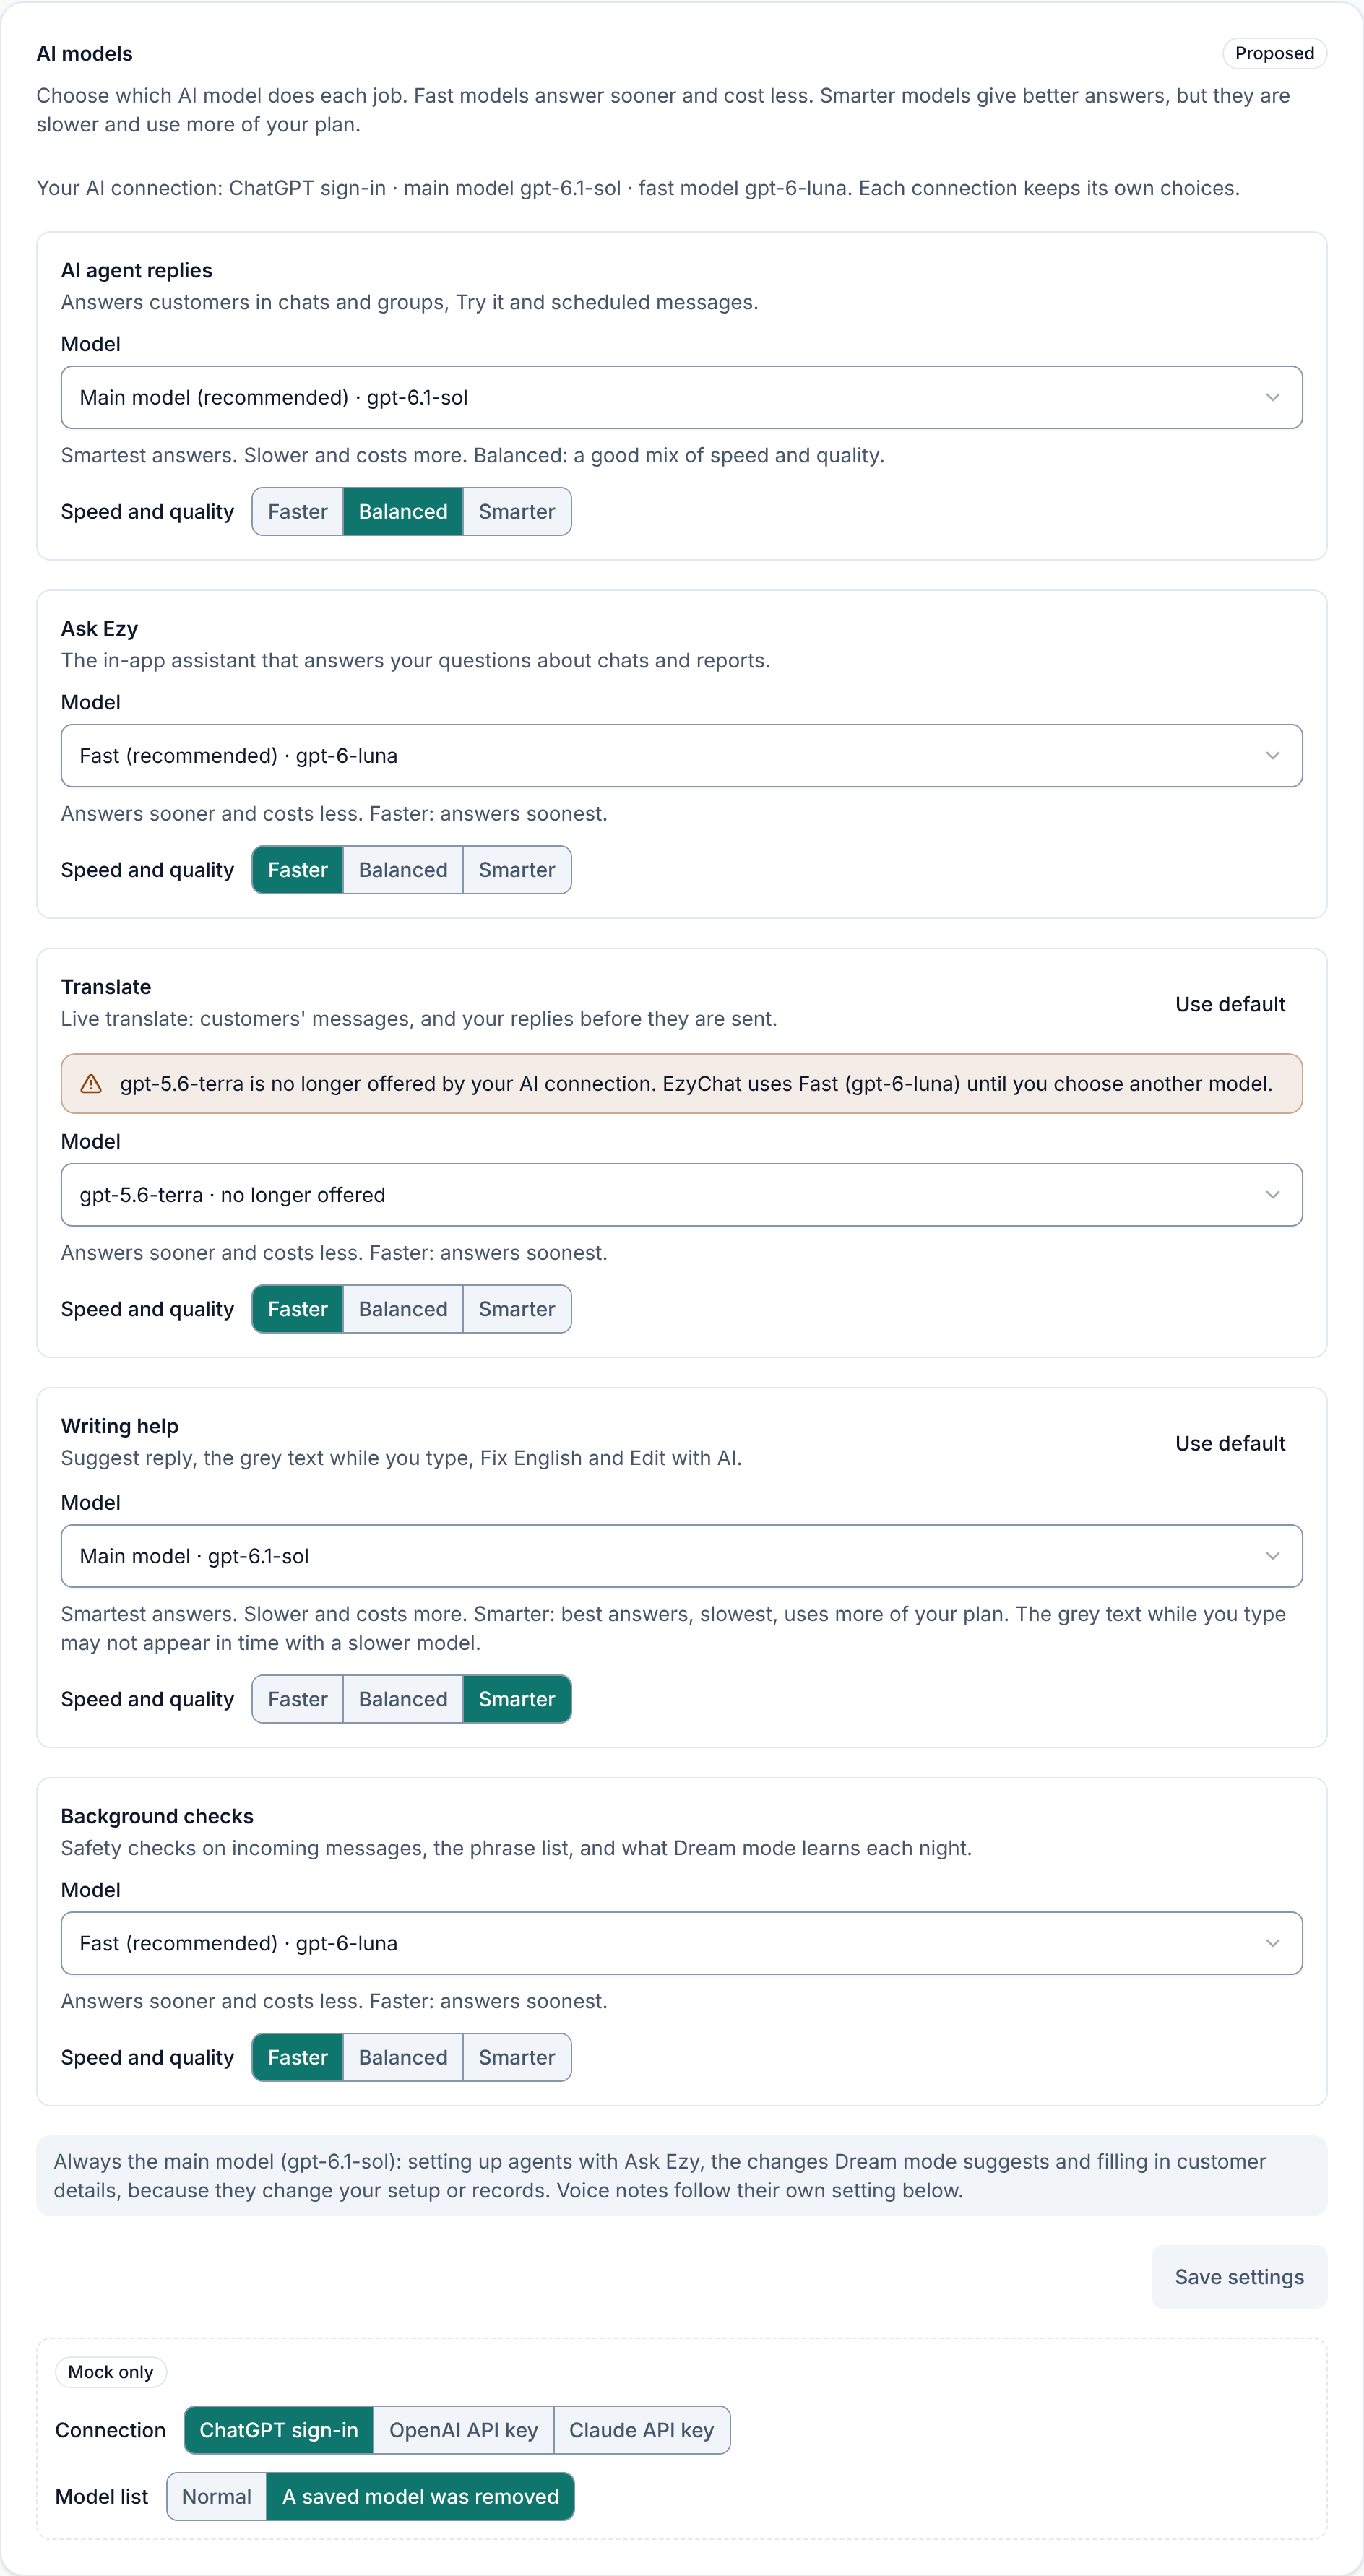 AI models
Proposed
Choose which AI model does each job. Fast models answer sooner and cost less. Smarter models give better answers, but they are
slower and use more of your plan.
Your AI connection: ChatGPT sign-in · main model gpt-6.1-sol · fast model gpt-6-luna. Each connection keeps its own choices.
AI agent replies
Answers customers in chats and groups, Try it and scheduled messages.
Model
Main model (recommended) · gpt-6.1-sol
Smartest answers. Slower and costs more. Balanced: a good mix of speed and quality.
Speed and quality Faster Balanced Smarter
Ask Ezy
The in-app assistant that answers your questions about chats and reports.
Model
Fast (recommended) · gpt-6-luna
Answers sooner and costs less. Faster: answers soonest.
Speed and quality Faster Balanced Smarter
Translate
Use default
Live translate: customers' messages, and your replies before they are sent.
gpt-5.6-terra is no longer offered by your AI connection. EzyChat uses Fast (gpt-6-luna) until you choose another model.
Model
gpt-5.6-terra · no longer offered
Answers sooner and costs less. Faster: answers soonest.
Speed and quality Faster Balanced Smarter
Writing help
Use default
Suggest reply, the grey text while you type, Fix English and Edit with AI.
Model
Main model · gpt-6.1-sol
Smartest answers. Slower and costs more. Smarter: best answers, slowest, uses more of your plan. The grey text while you type
may not appear in time with a slower model.
Speed and quality Faster Balanced Smarter
Background checks
Safety checks on incoming messages, the phrase list, and what Dream mode learns each night.
Model
Fast (recommended) · gpt-6-luna
Answers sooner and costs less. Faster: answers soonest.
Speed and quality Faster Balanced Smarter
Always the main model (gpt-6.1-sol): setting up agents with Ask Ezy, the changes Dream mode suggests and filling in customer
details, because they change your setup or records. Voice notes follow their own setting below.
Save settings
Mock only
Connection ChatGPT sign-in OpenAI API key Claude API key
Model list Normal A saved model was removed